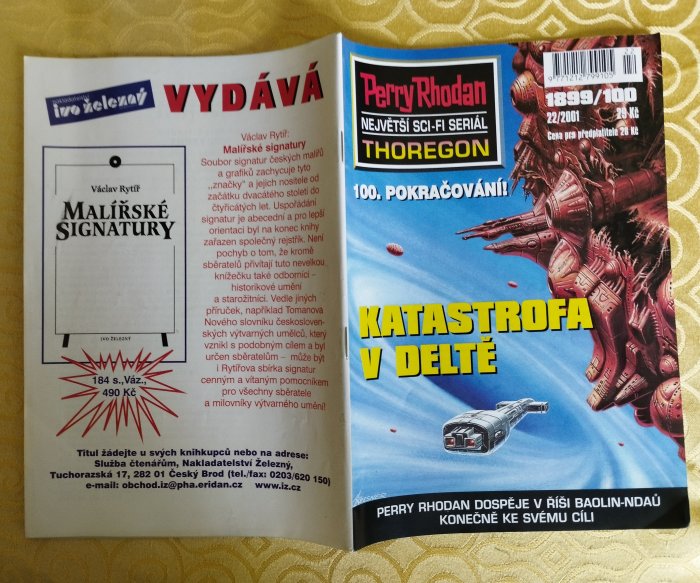 nakladatelství
ivo železný
VYDÁVÁ
Václav Rytíř
MALÍŘSKÉ
SIGNATURY
IVO ŽELEZNÝ
184 s.,Váz.,
490 Kč
Václav Rytíř:
Malířské signatury
Soubor signatur českých malířů
a grafiků zachycuje tyto
„značky" a jejich nositele od
začátku dvacátého století do
čtyřicátých let. Uspořádání
signatur je abecední a pro lepší
orientaci byl na konec knihy
zařazen společný rejstřík. Není
pochyb o tom, že kromě
sběratelů přivítají tuto nevelkou
knížečku také odborníci –
historikové umění
a starožitníci. Vedle jiných
příruček, například Tomanova
Nového slovníku českosloven-
ských výtvarných umělců, který
vznikl s podobným cílem a byl
určen sběratelům – může být
i Rytířova sbírka signatur
cenným a vítaným pomocníkem
pro všechny sběratele
a milovníky výtvarného umění!
Titul žádejte u svých knihkupců nebo na adrese:
Služba čtenářům, Nakladatelství Železný,
Tuchorazská 17, 282 01 Český Brod (tel./fax: 0203/620 150)
e-mail: obchod.iz@pha.eridan.cz www.iz.cz
Perry Rhodan
NEJVĚTŠÍ SCI-FI SERIÁL
THOREGON
9 771212 799105
1899/100
22/2001 29 Kč
Cena pro předplatitele 26 Kč
100. POKRAČOVÁNÍ!
KATASTROFA
V DELTĚ
PERRY RHODAN DOSPĚJE V ŘÍŠI BAOLIN-NDAŮ
KONEČNĚ KE SVÉMU CÍLI